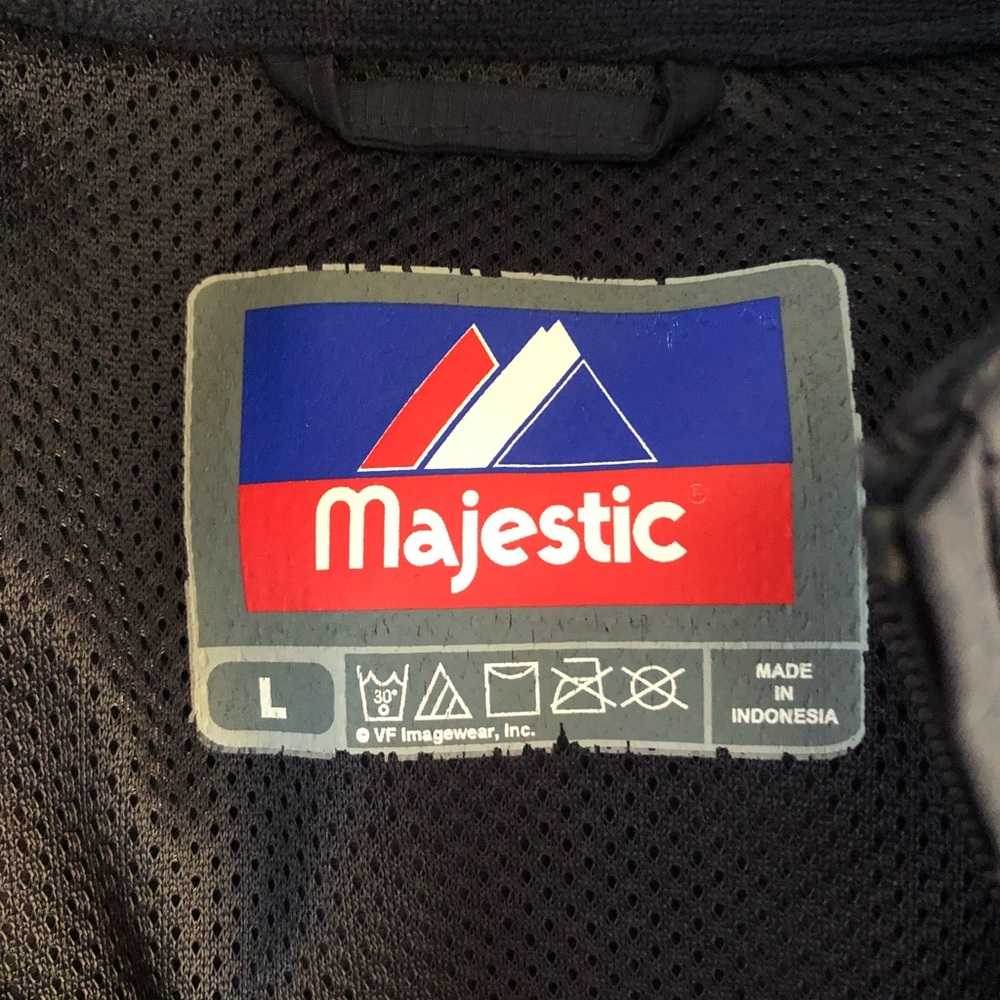 Majestic®
L
30°
© VF Imagewear, Inc.
MADE
IN
INDONESIA